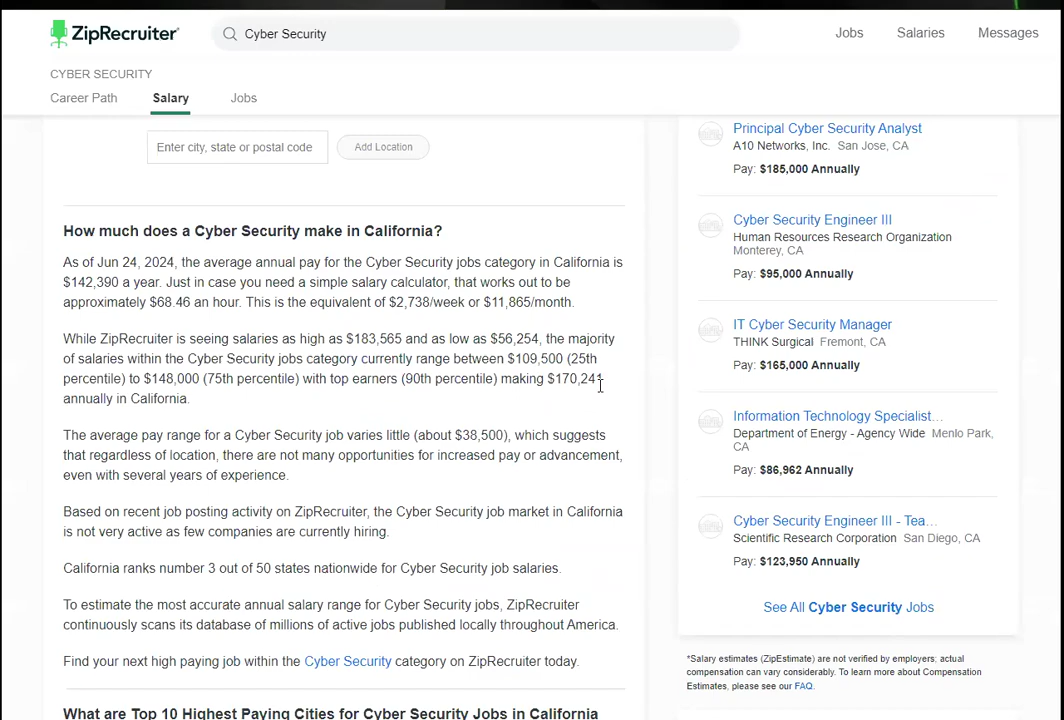 ZipRecruiter
Cyber Security
Jobs
Salaries
Messages
CYBER SECURITY
Career Path
Salary
Jobs
Enter city, state or postal code
Add Location
How much does a Cyber Security make in California?
As of Jun 24, 2024, the average annual pay for the Cyber Security jobs category in California is
$142,390 a year. Just in case you need a simple salary calculator, that works out to be
approximately $68.46 an hour. This is the equivalent of $2,738/week or $11,865/month.
While ZipRecruiter is seeing salaries as high as $183,565 and as low as $56,254, the majority
of salaries within the Cyber Security jobs category currently range between $109,500 (25th
percentile) to $148,000 (75th percentile) with top earners (90th percentile) making $170,241
annually in California.
The average pay range for a Cyber Security job varies little (about $38,500), which suggests
that regardless of location, there are not many opportunities for increased pay or advancement,
even with several years of experience.
Based on recent job posting activity on ZipRecruiter, the Cyber Security job market in California
is not very active as few companies are currently hiring.
California ranks number 3 out of 50 states nationwide for Cyber Security job salaries.
To estimate the most accurate annual salary range for Cyber Security jobs, ZipRecruiter
continuously scans its database of millions of active jobs published locally throughout America.
Find your next high paying job within the Cyber Security category on ZipRecruiter today.
What are Top 10 Highest Paying Cities for Cyber Security Jobs in California
Principal Cyber Security Analyst
A10 Networks, Inc. San Jose, CA
Pay: $185,000 Annually
Cyber Security Engineer III
Human Resources Research Organization
Monterey, CA
Pay: $95,000 Annually
IT Cyber Security Manager
THINK Surgical Fremont, CA
Pay: $165,000 Annually
Information Technology Specialist...
Department of Energy - Agency Wide Menlo Park,
CA
Pay: $86,962 Annually
Cyber Security Engineer III - Tea...
Scientific Research Corporation San Diego, CA
Pay: $123,950 Annually
See All Cyber Security Jobs
*Salary estimates (ZipEstimate) are not verified by employers; actual
compensation can vary considerably. To learn more about Compensation
Estimates, please see our FAQ.